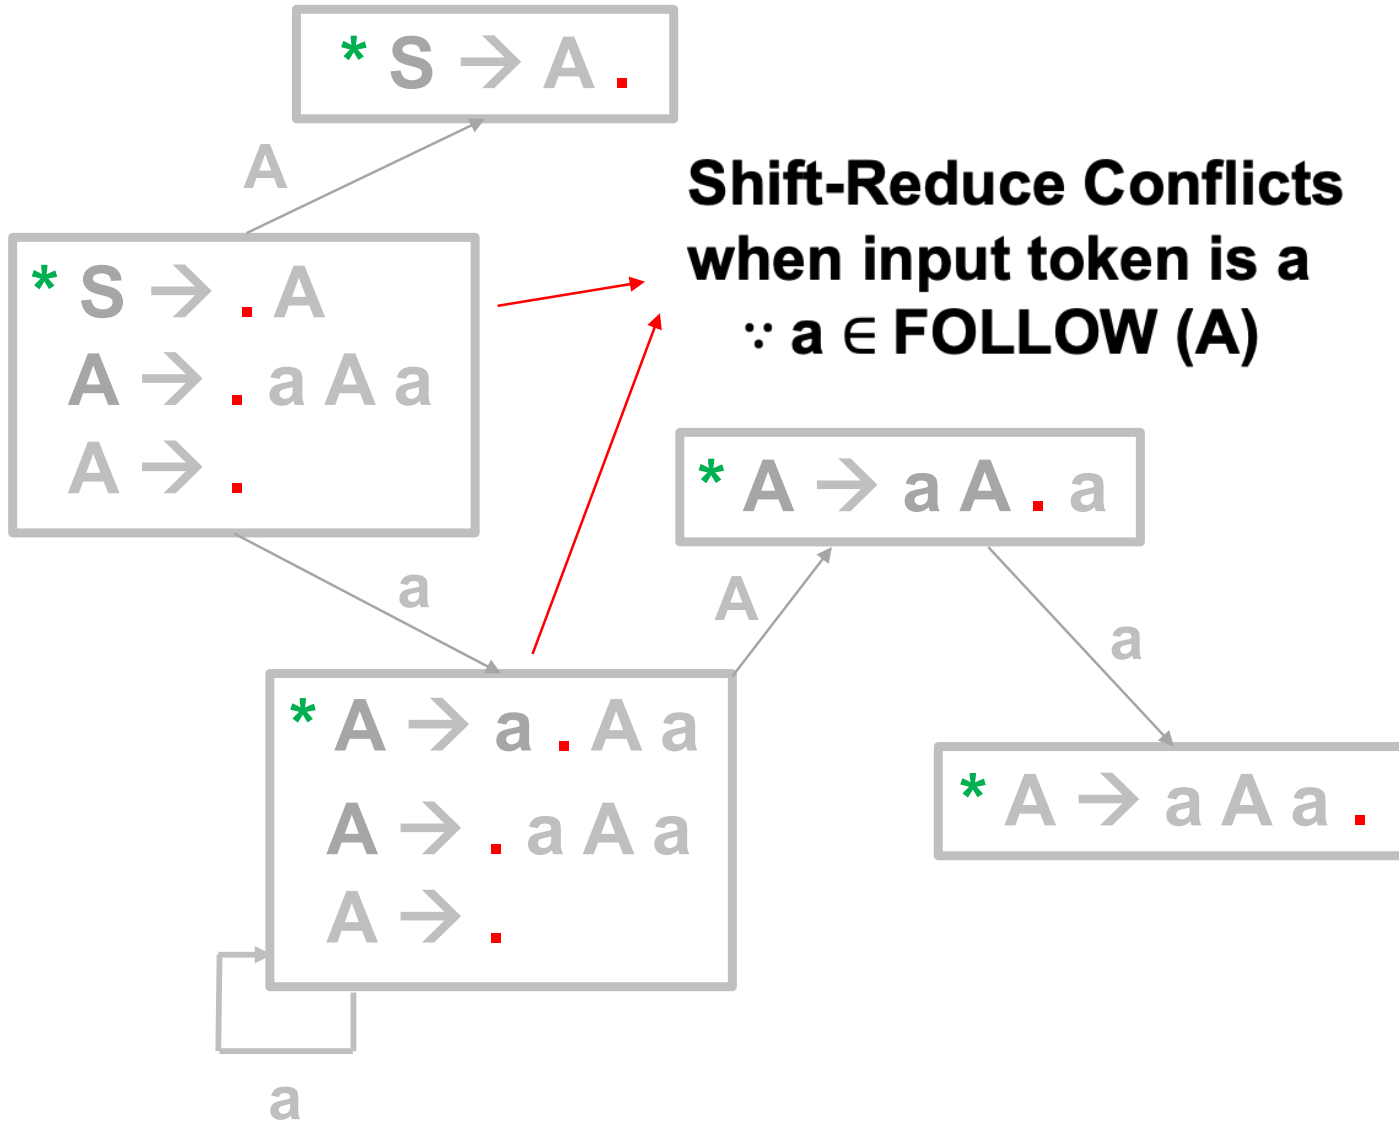 * S → A .
A
Shift-Reduce Conflicts
when input token is a
∵ a ∈ FOLLOW (A)
* S → . A
A → . a A a
A → .
* A → a A . a
a
A
a
* A → a . A a
A → . a A a
A → .
* A → a A a .
a